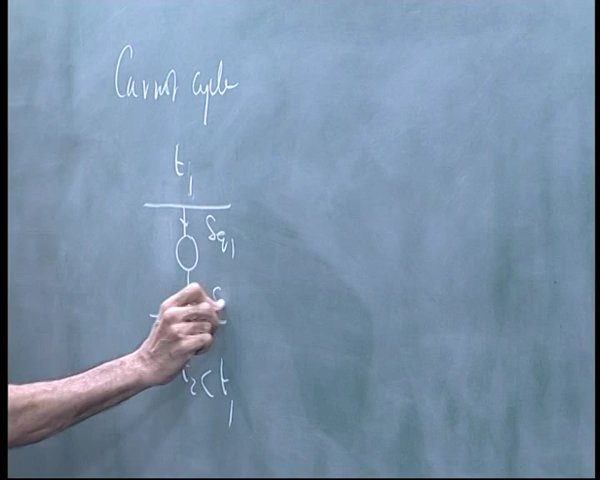 Carnot cycle
t1
δq1
δ
t2 < t1